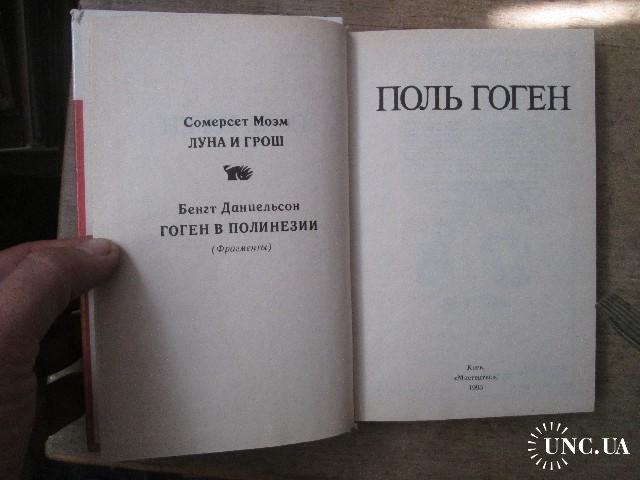 Сомерсет Моэм
ЛУНА И ГРОШ
Бенгт Даниельсон
ГОГЕН В ПОЛИНЕЗИИ
(Фрагменты)
ПОЛЬ ГОГЕН
Киев
«Мистецтво»
UNC.UA